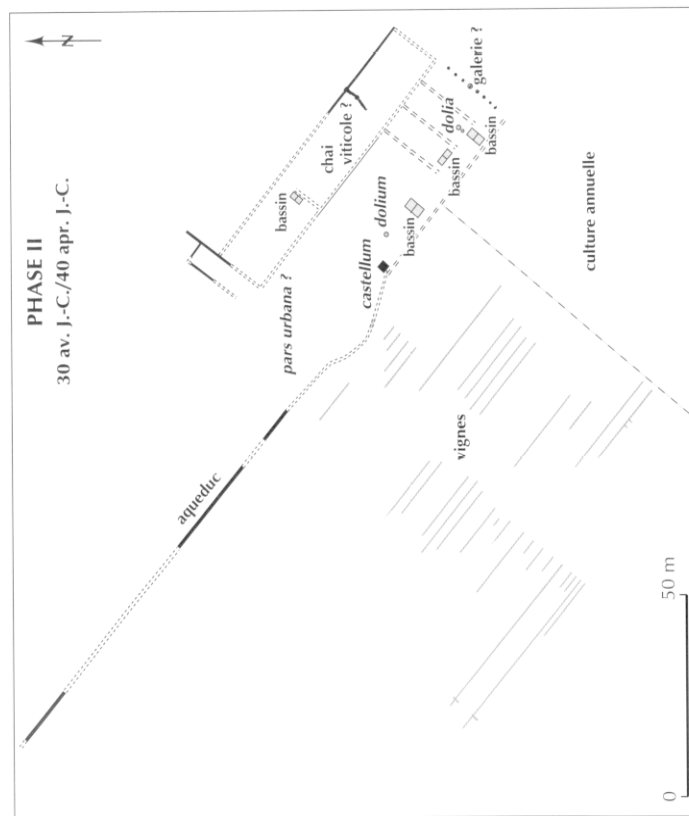 PHASE II
30 av. J.-C./40 apr. J.-C.
N
aqueduc
pars urbana ?
bassin
chai
viticole ?
castellum
dolium
bassin
bassin
dolia
bassin
galerie ?
vignes
culture annuelle
0
50 m